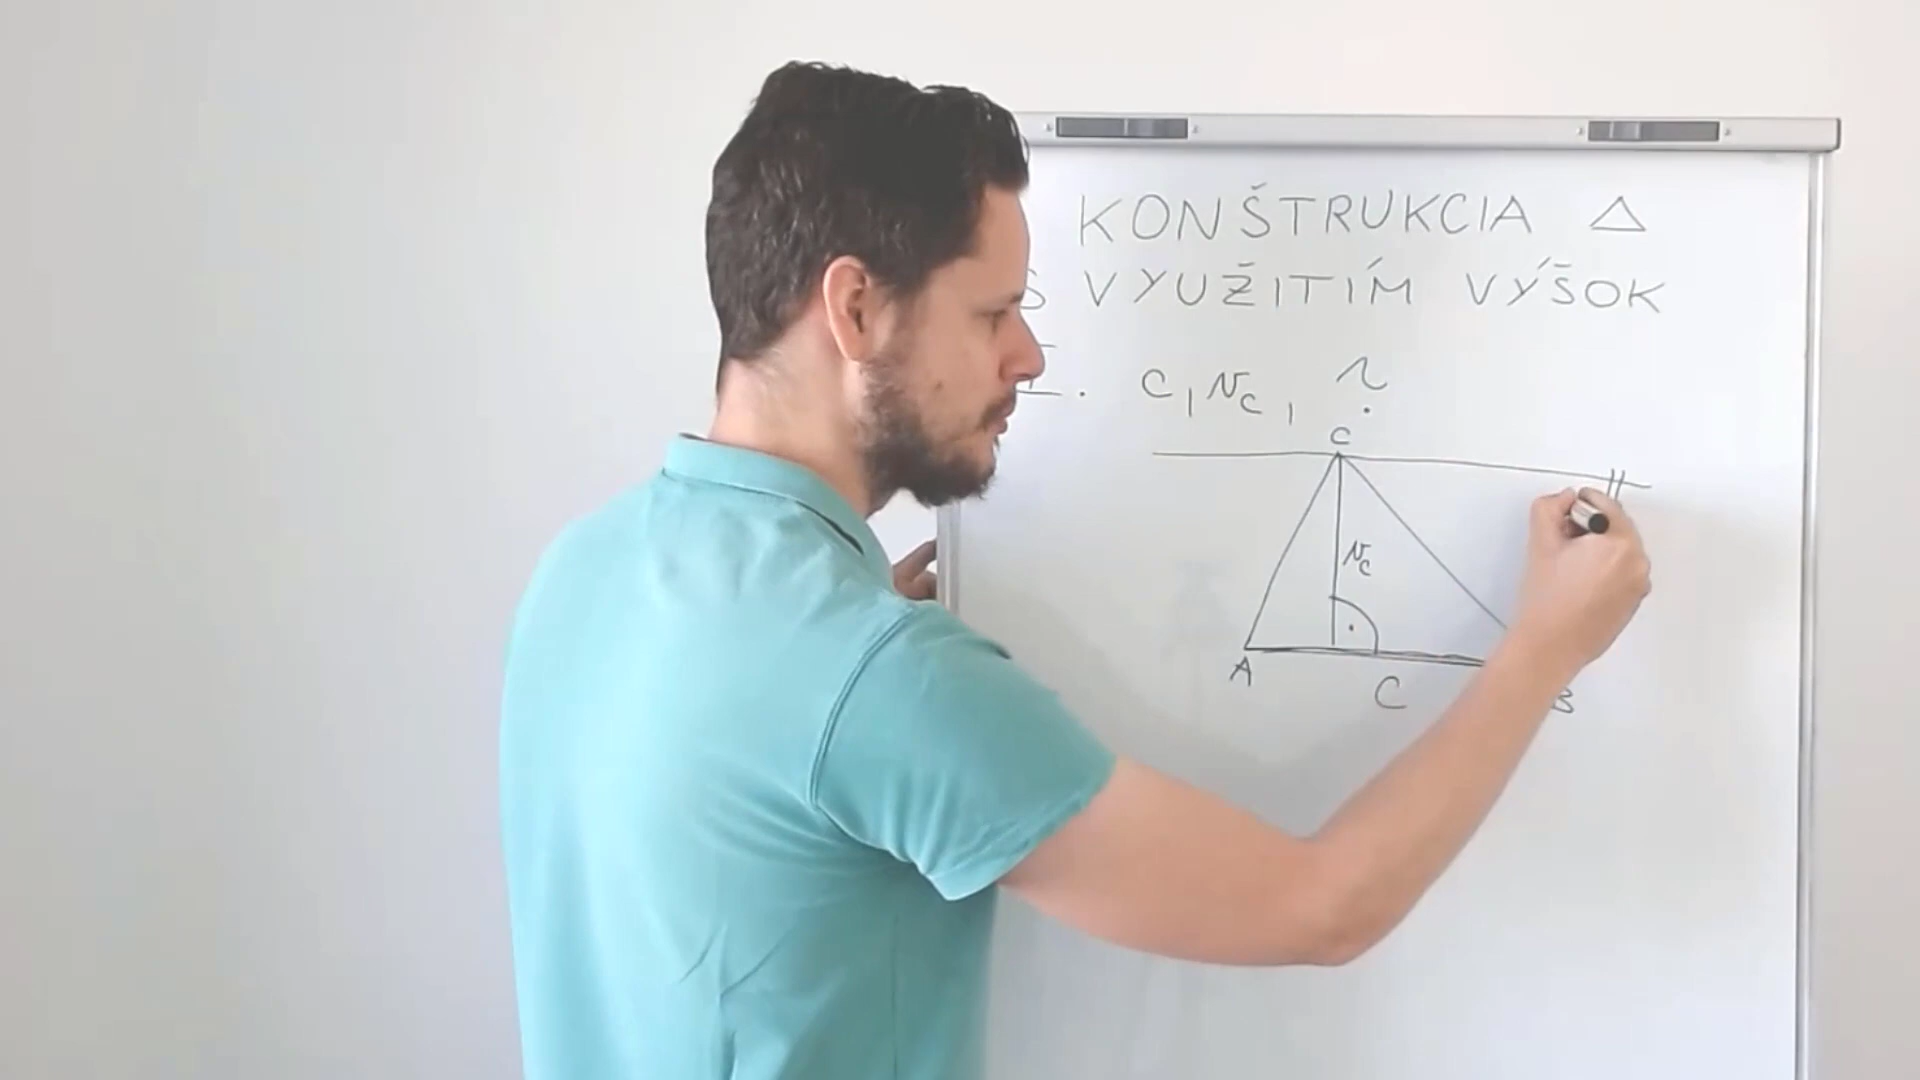 KONŠTRUKCIA △
S VYUŽITÍM VÝŠOK
I. c, v_c, ?
C
v_c
A
c
B